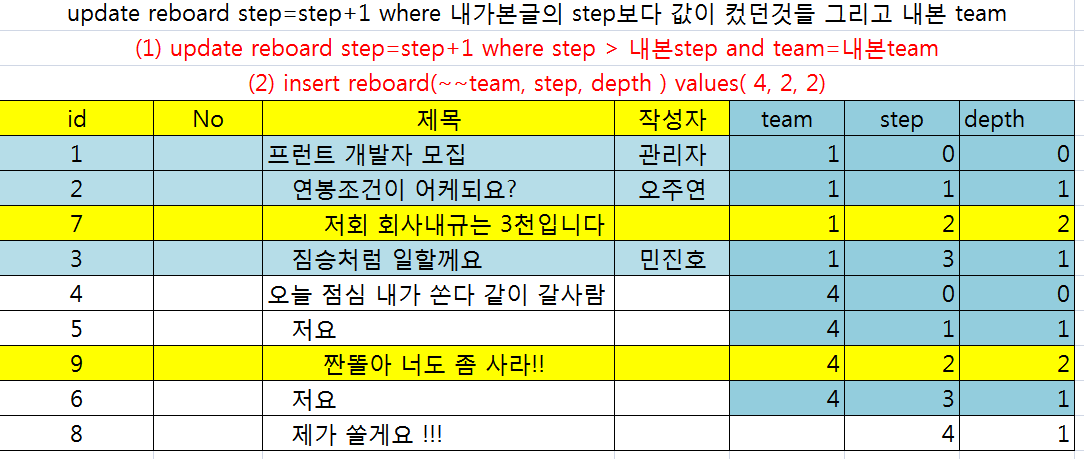 update reboard step=step+1 where 내가본글의 step보다 값이 컸던것들 그리고 내본 team
(1) update reboard step=step+1 where step > 내본step and team=내본team
(2) insert reboard(~~team, step, depth ) values( 4, 2, 2)
id No 제목 작성자 team step depth
1 프런트 개발자 모집 관리자 1 0 0
2 연봉조건이 어케되요? 오주연 1 1 1
7 저희 회사내규는 3천입니다 1 2 2
3 짐승처럼 일할께요 민진호 1 3 1
4 오늘 점심 내가 쏜다 같이 갈사람 4 0 0
5 저요 4 1 1
9 짠돌아 너도 좀 사라!! 4 2 2
6 저요 4 3 1
8 제가 쏠게요 !!! 4 1